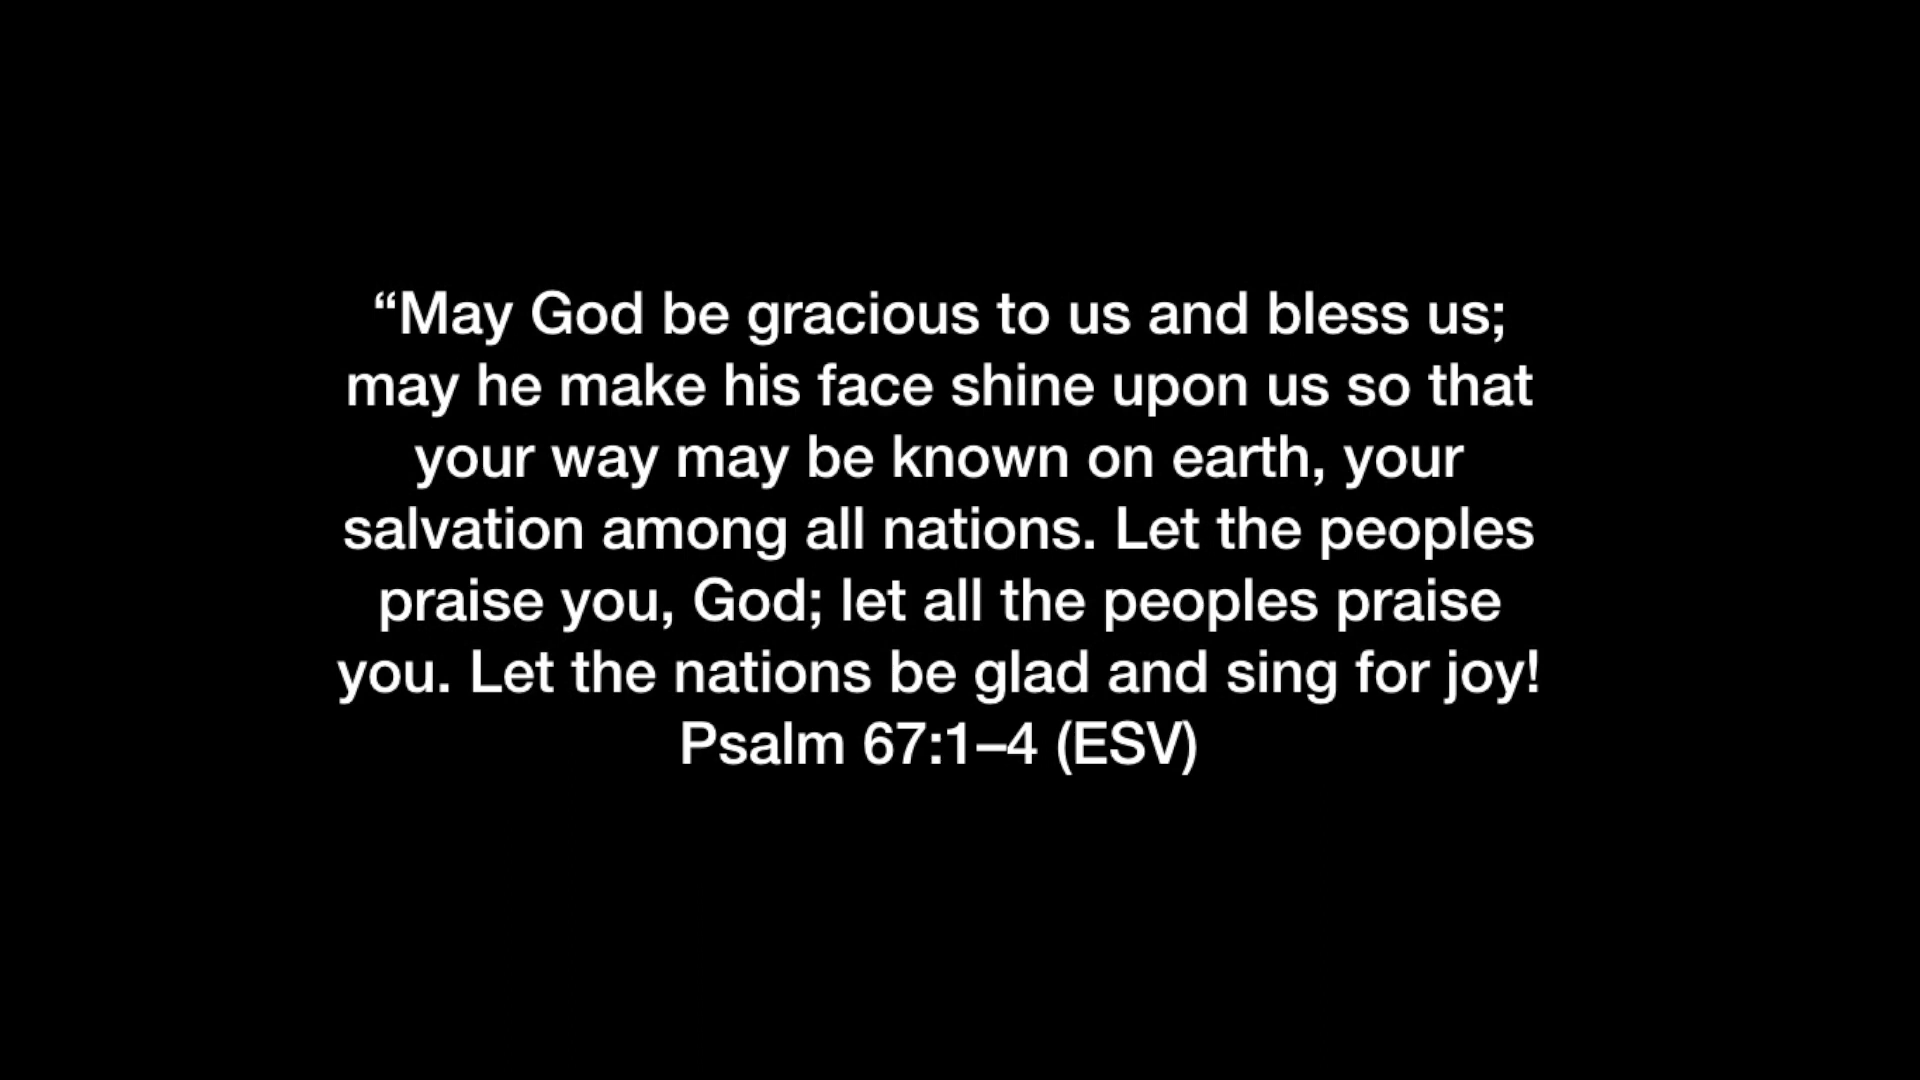 “May God be gracious to us and bless us;
may he make his face shine upon us so that
your way may be known on earth, your
salvation among all nations. Let the peoples
praise you, God; let all the peoples praise
you. Let the nations be glad and sing for joy!
Psalm 67:1–4 (ESV)